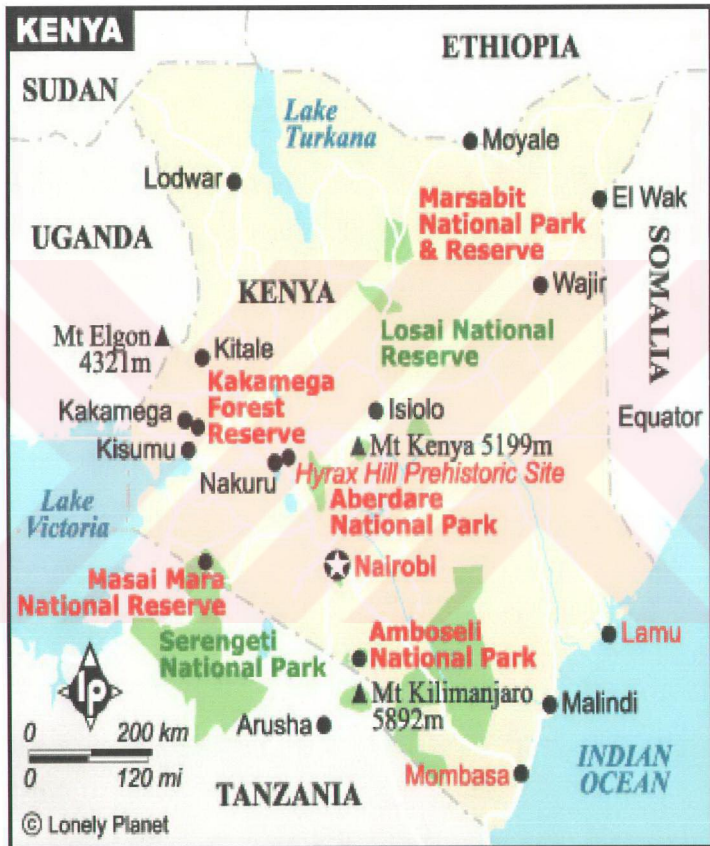 KENYA
ETHIOPIA
SUDAN
Lake
Turkana
Moyale
Lodwar
El Wak
Marsabit
National Park
& Reserve
UGANDA
SOMALIA
Wajir
KENYA
Mt Elgon
4321m
Losai National
Reserve
Kitale
Kakamega
Forest
Reserve
Isiolo
Kakamega
Equator
Kisumu
Mt Kenya 5199m
Nakuru
Hyrax Hill Prehistoric Site
Lake
Victoria
Aberdare
National Park
Nairobi
Masai Mara
National Reserve
Amboseli
National Park
Lamu
Serengeti
National Park
lp
Mt Kilimanjaro
5892m
Malindi
0 200 km
0 120 mi
Arusha
INDIAN
OCEAN
Mombasa
TANZANIA
© Lonely Planet